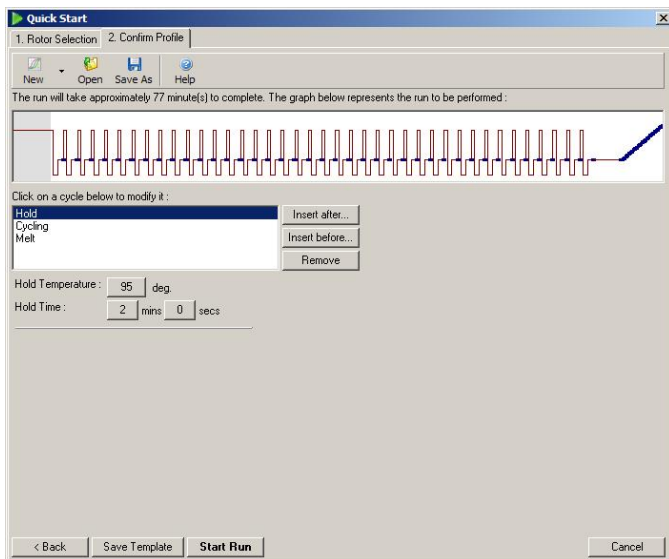 Quick Start
1. Rotor Selection 2. Confirm Profile
New Open Save As Help
The run will take approximately 77 minute(s) to complete. The graph below represents the run to be performed :
Click on a cycle below to modify it :
Hold
Cycling
Melt
Insert after...
Insert before...
Remove
Hold Temperature : 95 deg.
Hold Time : 2 mins 0 secs
< Back Save Template Start Run Cancel